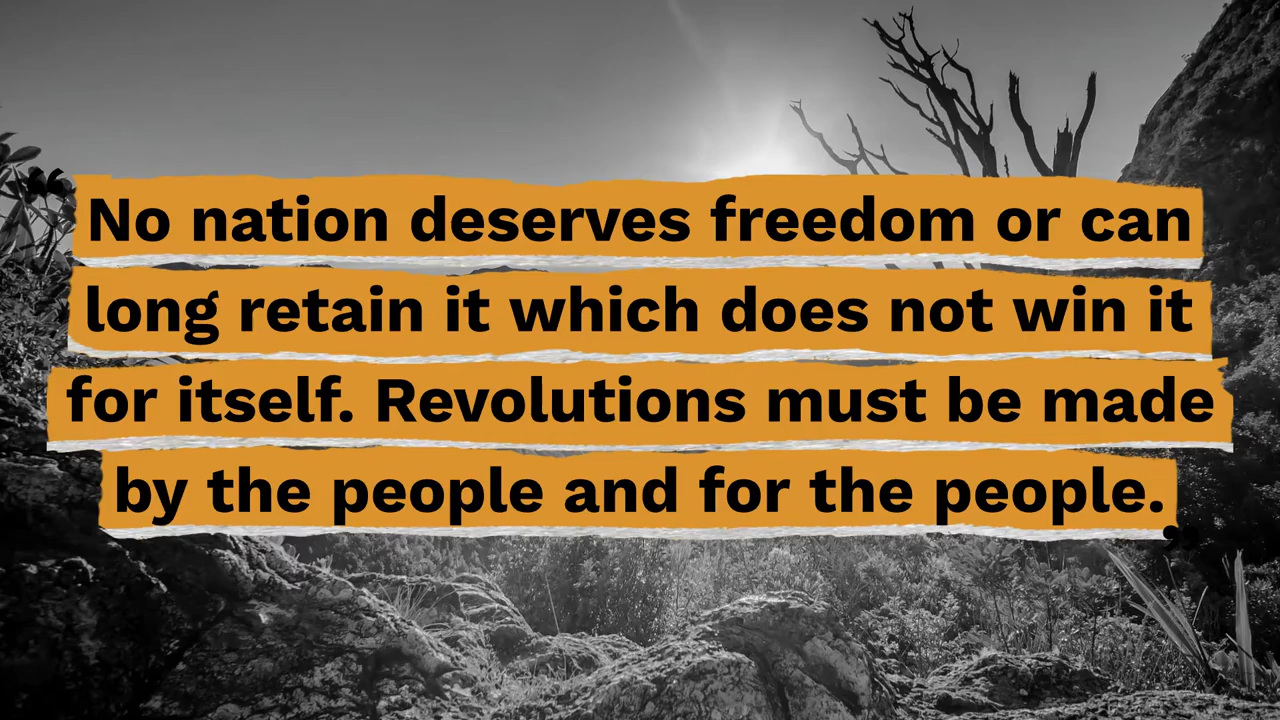 “No nation deserves freedom or can
long retain it which does not win it
for itself. Revolutions must be made
by the people and for the people.”